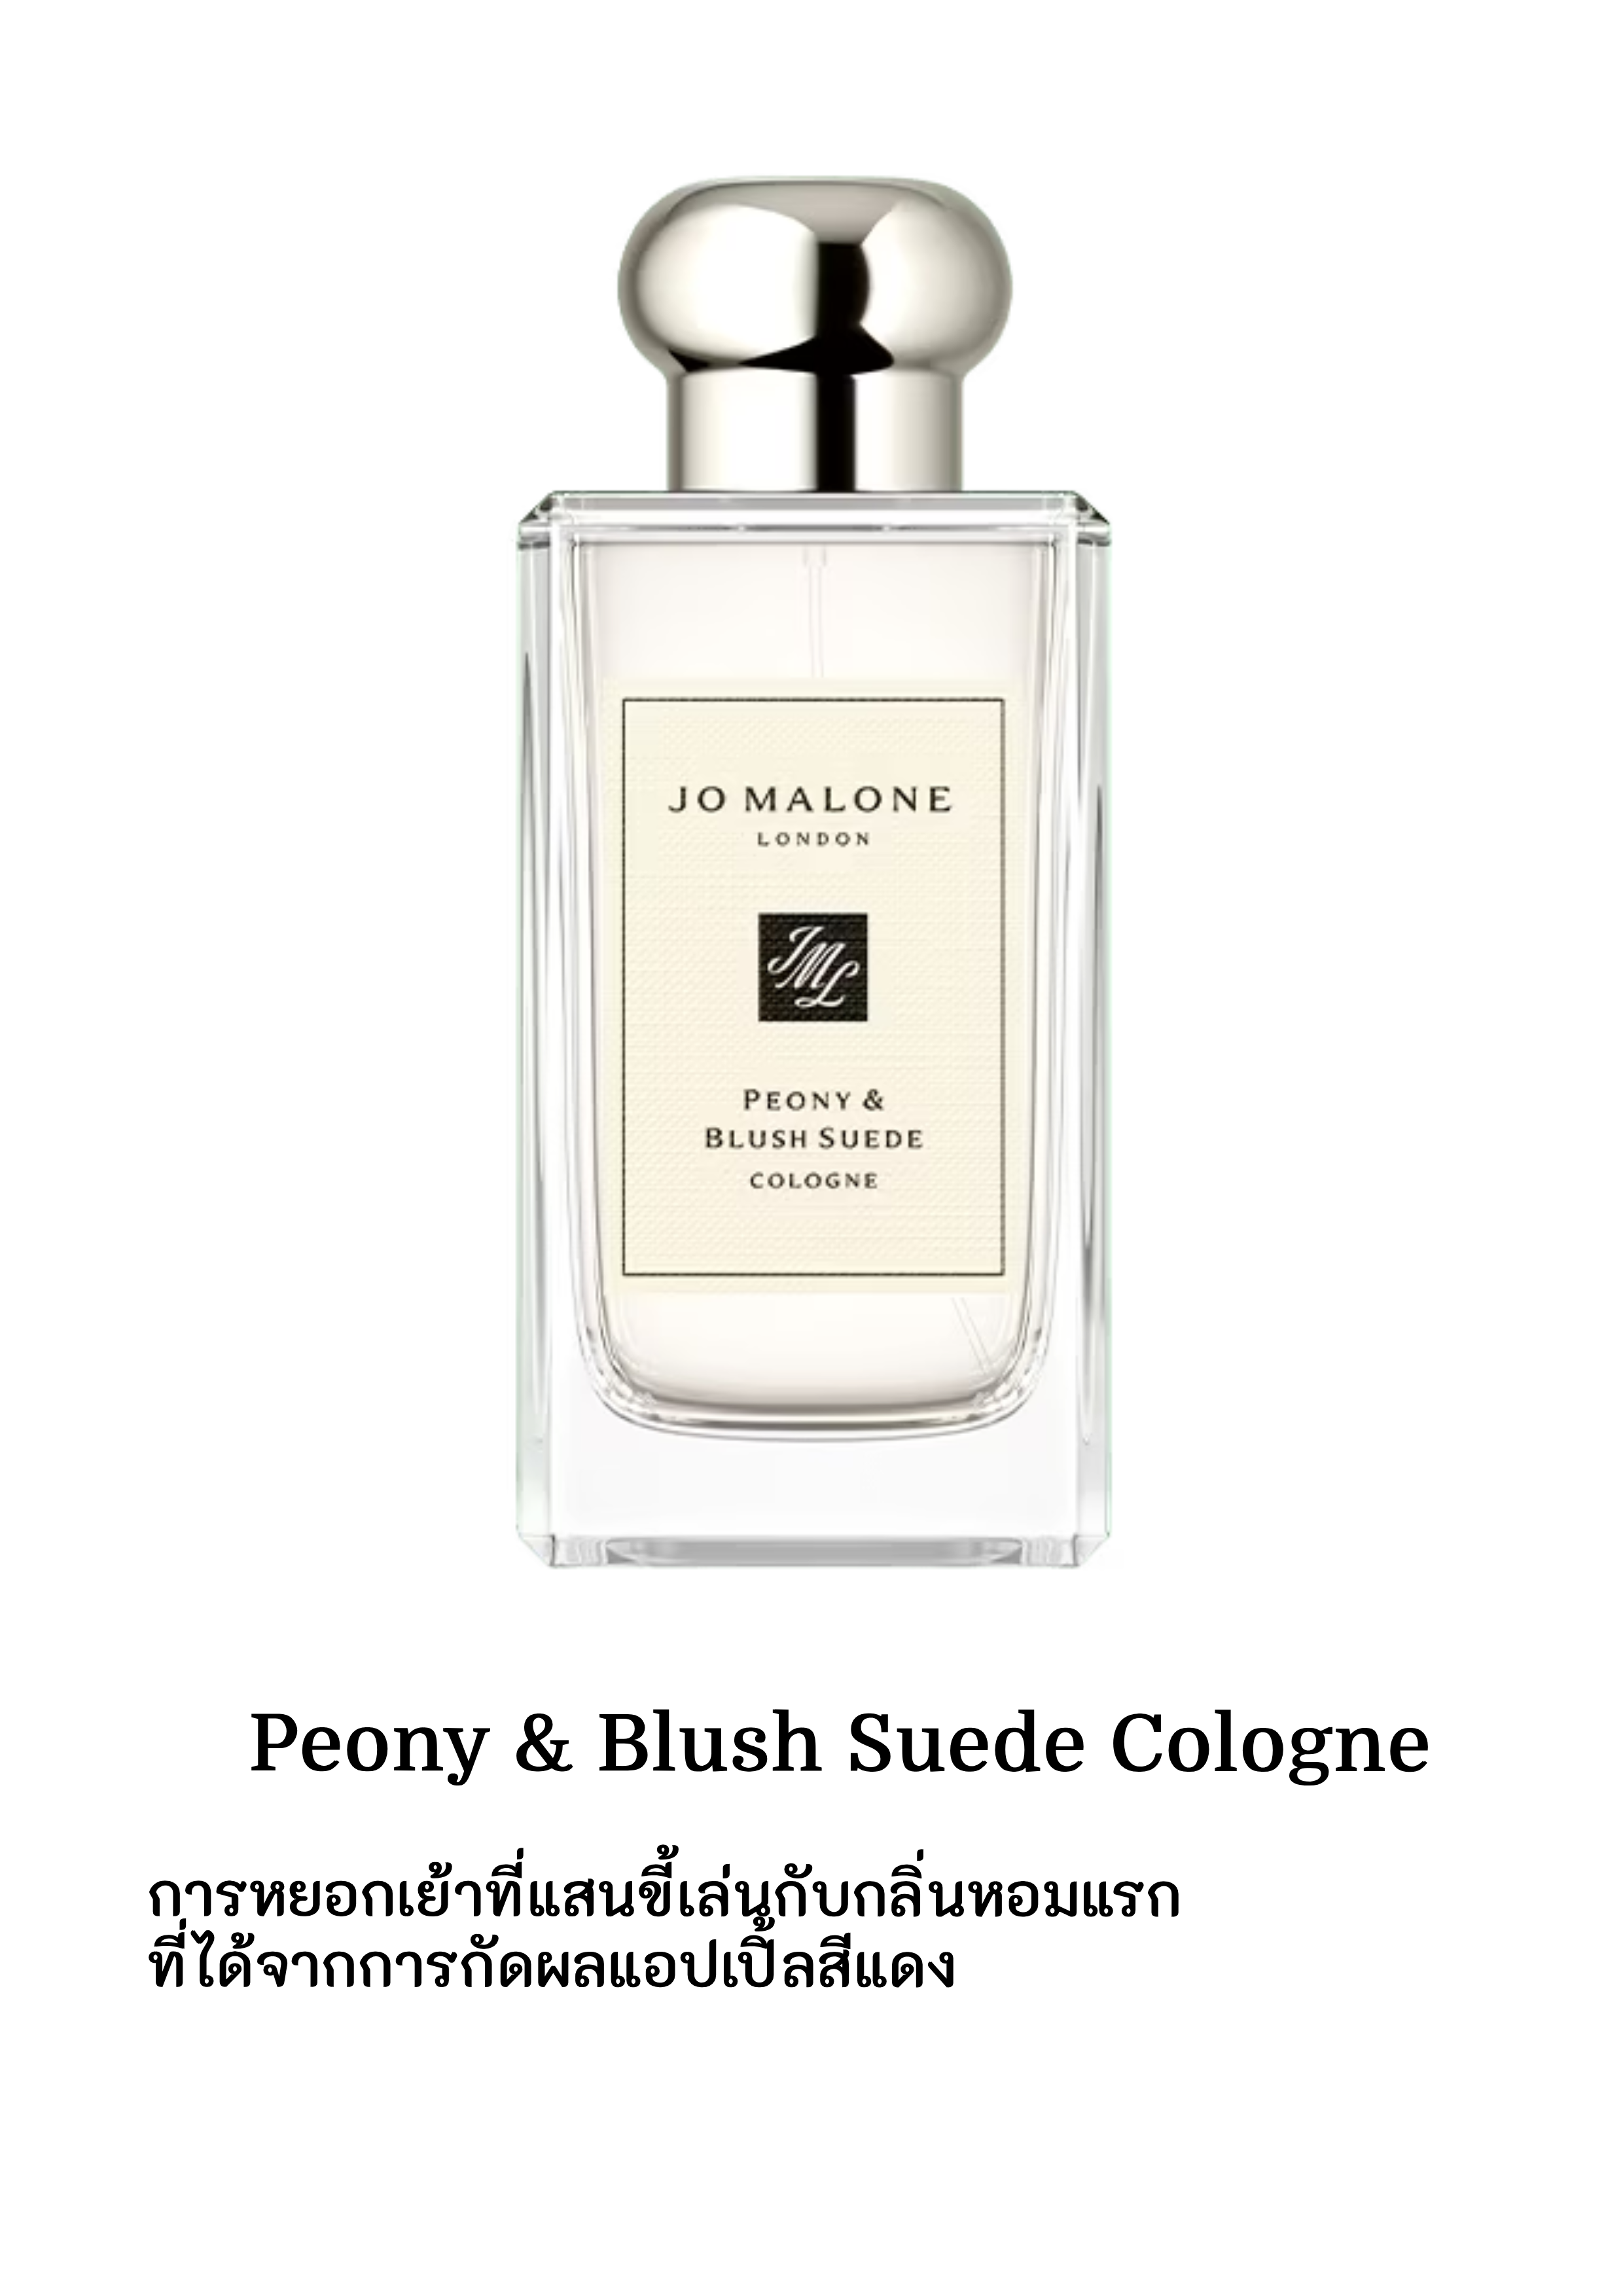 JO MALONE
LONDON
JML
PEONY &
BLUSH SUEDE
COLOGNE
Peony & Blush Suede Cologne
การหยอกเย้าที่แสนขี้เล่นกับกลิ่นหอมแรก
ที่ได้จากการกัดผลแอปเปิ้ลสีแดง